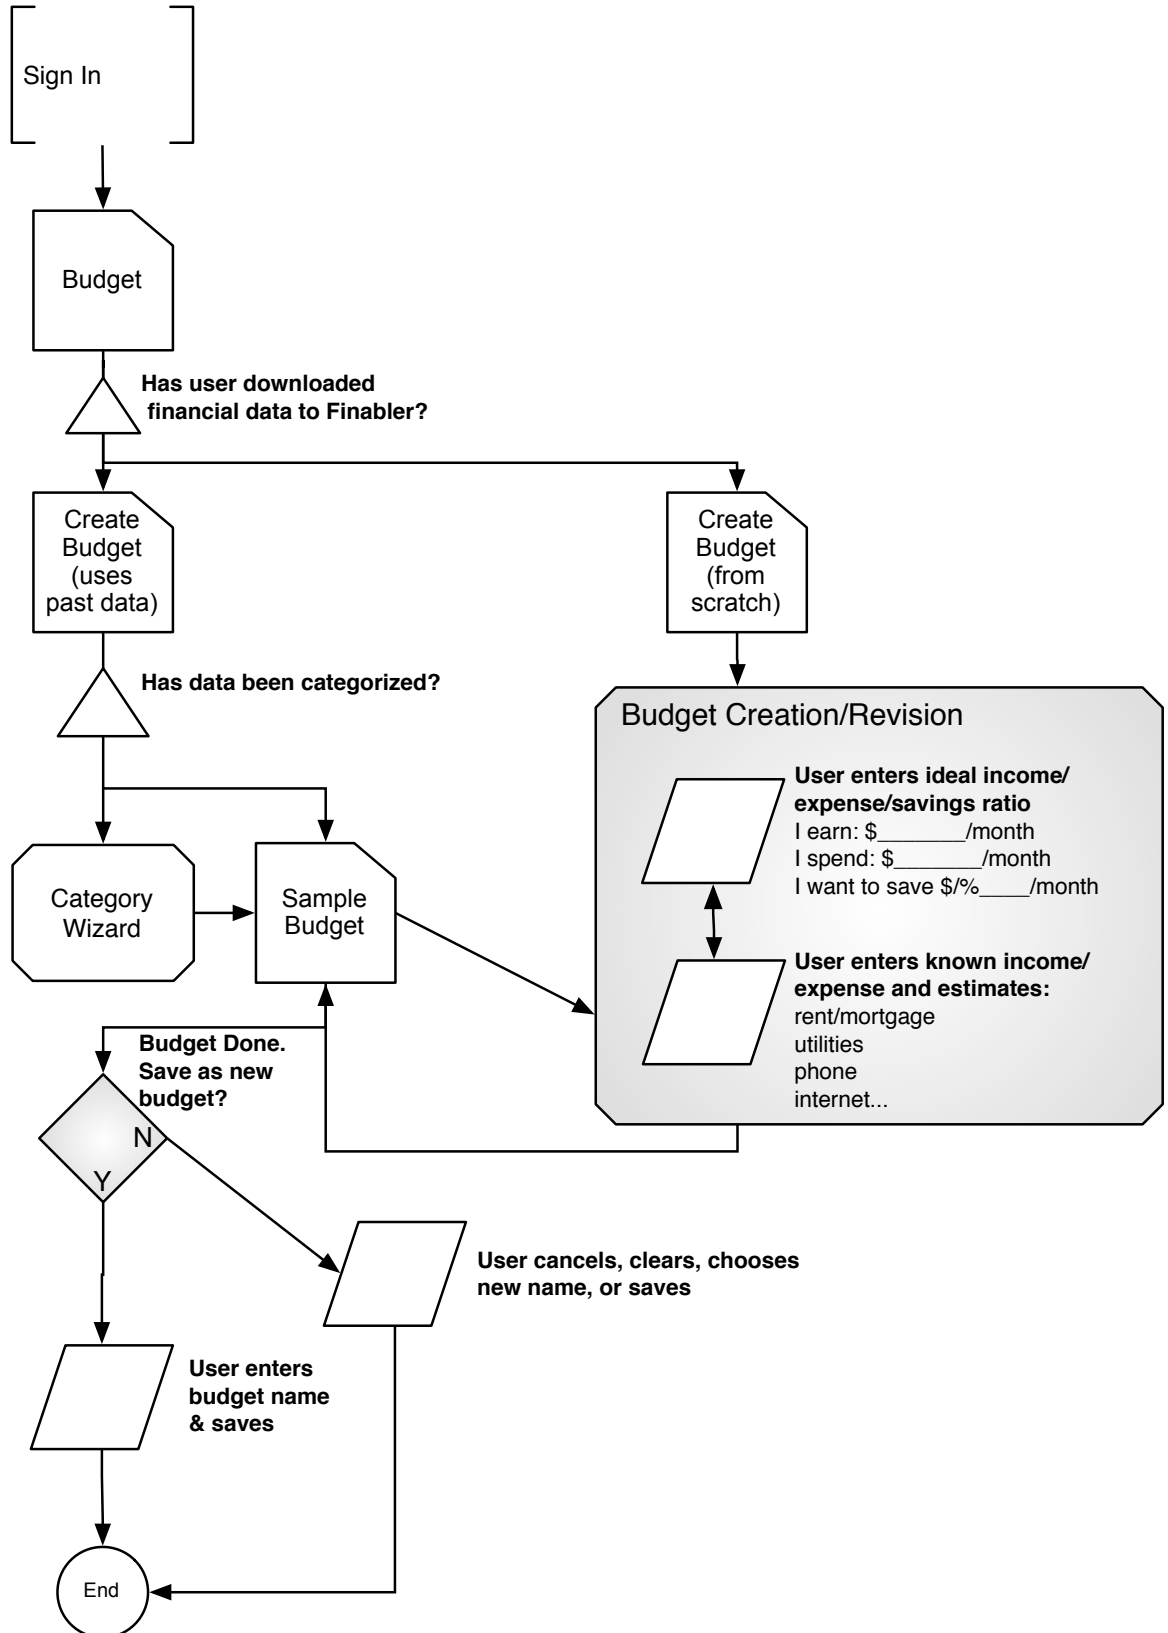 Sign In
Budget
Has user downloaded
financial data to Finabler?
Create
Budget
(uses
past data)
Create
Budget
(from
scratch)
Has data been categorized?
Budget Creation/Revision
User enters ideal income/
expense/savings ratio
I earn: $_______/month
I spend: $_______/month
I want to save $/%____/month
Category
Wizard
Sample
Budget
User enters known income/
expense and estimates:
rent/mortgage
utilities
phone
internet...
Budget Done.
Save as new
budget?
N
Y
User cancels, clears, chooses
new name, or saves
User enters
budget name
& saves
End